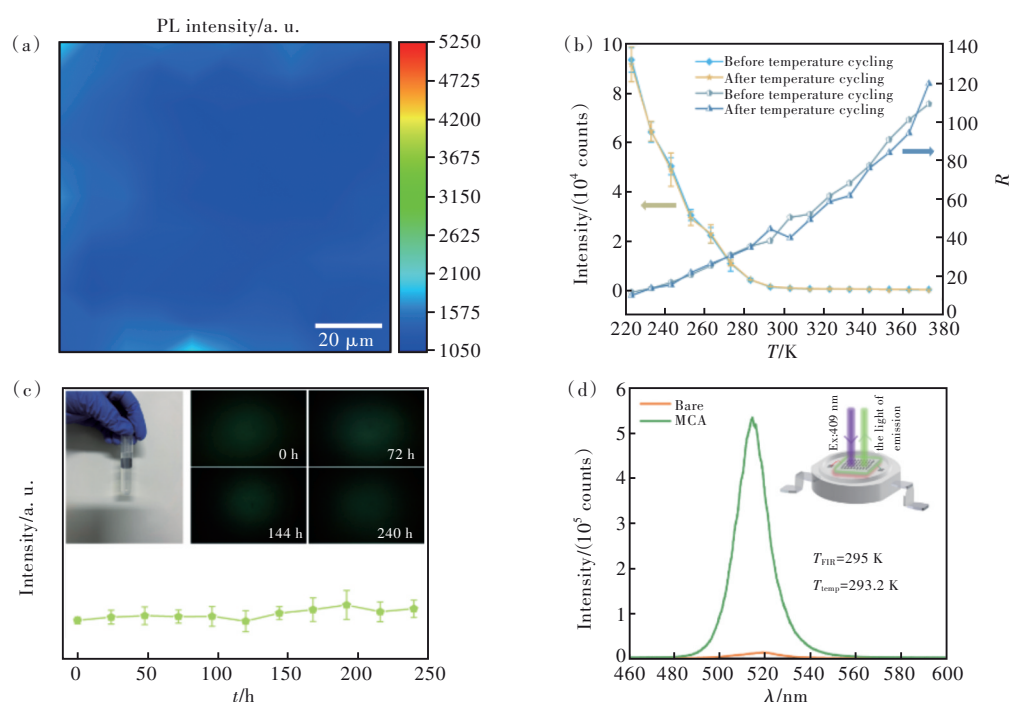 (a)
PL intensity/a. u.
5250
4725
4200
3675
3150
2625
2100
1575
1050
20 μm
(b)
Before temperature cycling
After temperature cycling
Before temperature cycling
After temperature cycling
Intensity/(10⁴ counts)
10
8
6
4
2
0
140
120
100
80
60
40
20
0
R
220 240 260 280 300 320 340 360 380
T/K
(c)
0 h
72 h
144 h
240 h
Intensity/a. u.
0 50 100 150 200 250
t/h
(d)
Bare
MCA
Ex:409 nm
the light of
emission
T_FIR=295 K
T_temp=293.2 K
Intensity/(10⁵ counts)
6
5
4
3
2
1
0
460 480 500 520 540 560 580 600
λ/nm